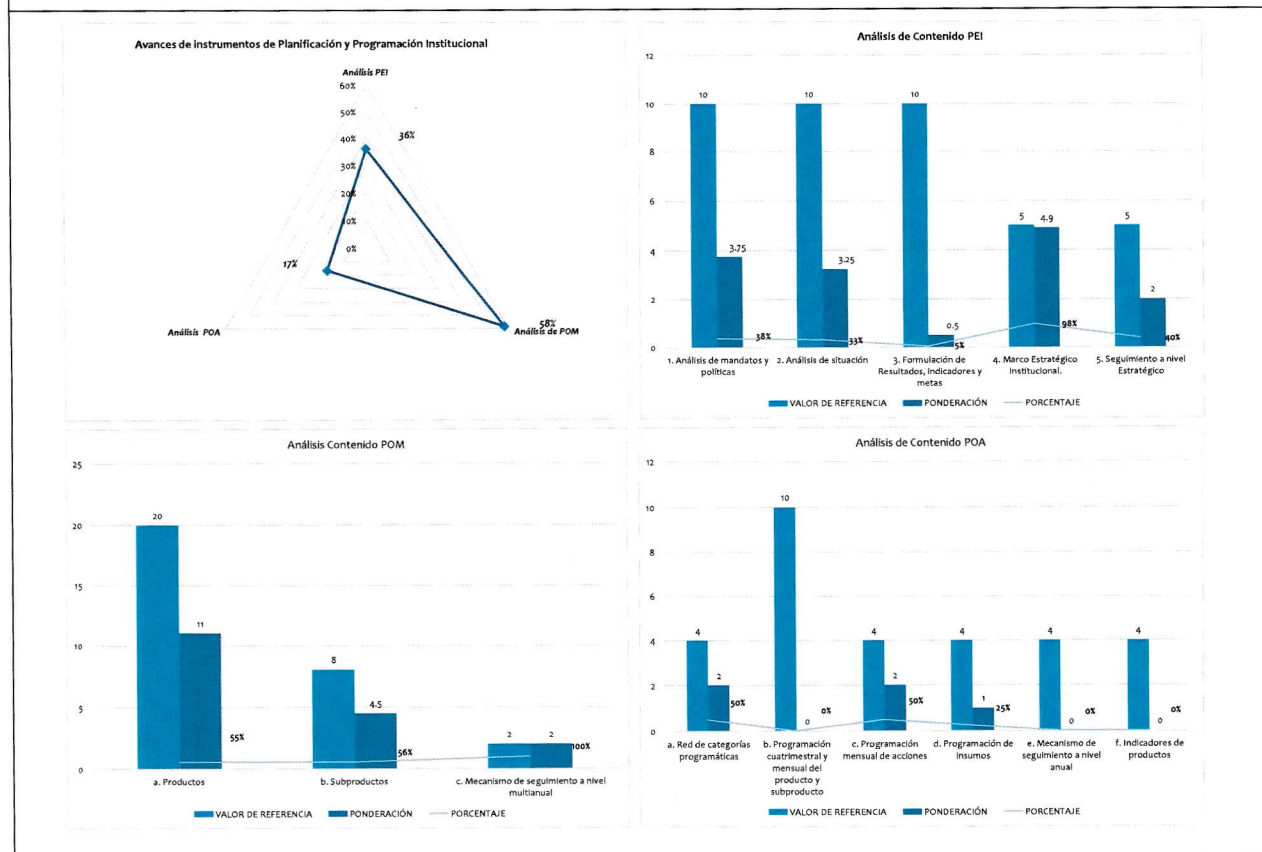 Avances de instrumentos de Planificación y Programación Institucional
Análisis PEI
60%
50%
40%
30%
20%
10%
0%
36%
17%
58%
Análisis POA
Análisis de POM
Análisis de Contenido PEI
12
10
8
6
4
2
0
10
3.75
38%
10
3.25
33%
10
0.5
5%
5
4.9
98%
5
2
40%
1. Análisis de mandatos y
políticas
2. Análisis de situación
3. Formulación de
Resultados, indicadores y
metas
4. Marco Estratégico
Institucional.
5. Seguimiento a nivel
Estratégico
VALOR DE REFERENCIA
PONDERACIÓN
PORCENTAJE
Análisis Contenido POM
25
20
15
10
5
0
20
11
55%
8
4.5
56%
2
2
100%
a. Productos
b. Subproductos
c. Mecanismo de seguimiento a nivel
multianual
VALOR DE REFERENCIA
PONDERACIÓN
PORCENTAJE
Análisis de Contenido POA
12
10
8
6
4
2
0
4
2
50%
10
0
0%
4
2
50%
4
1
25%
4
0
0%
4
0
0%
a. Red de categorías
programáticas
b. Programación
cuatrimestral y
mensual del
producto y
subproducto
c. Programación
mensual de acciones
d. Programación de
insumos
e. Mecanismo de
seguimiento a nivel
anual
f. Indicadores de
productos
VALOR DE REFERENCIA
PONDERACIÓN
PORCENTAJE